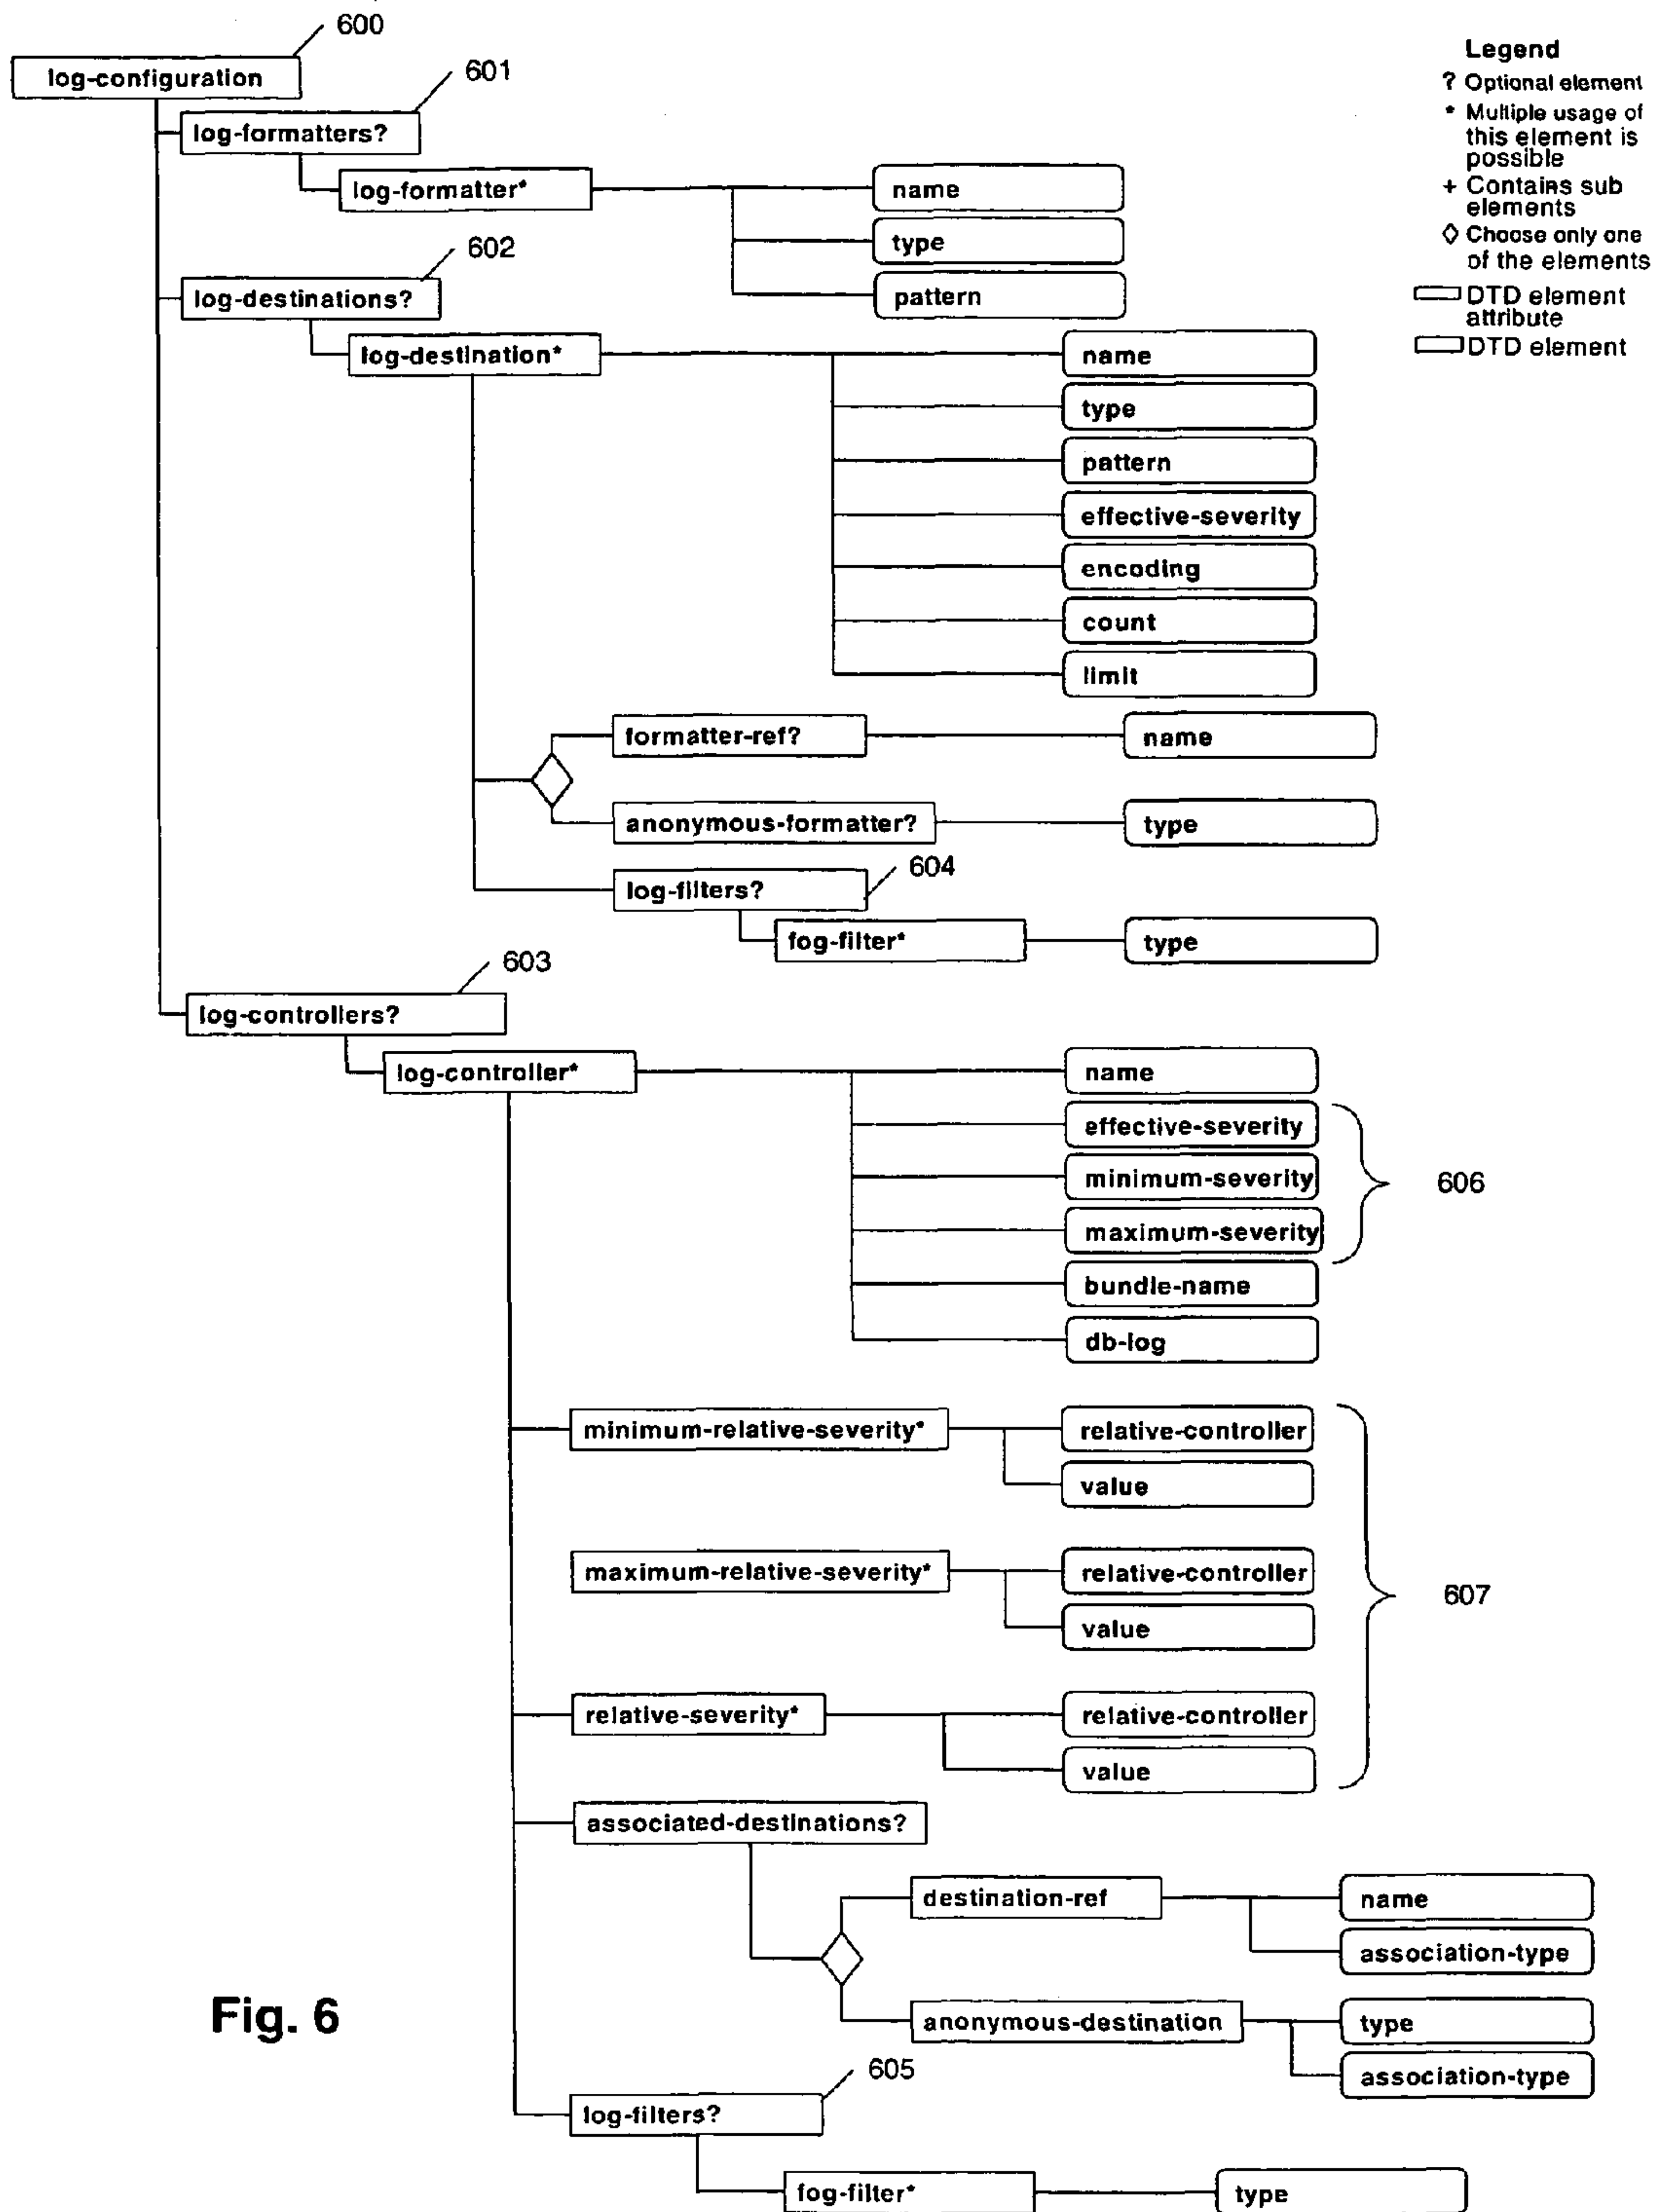 600
log-configuration
601
log-formatters?
log-formatter*
name
type
pattern
602
log-destinations?
log-destination*
name
type
pattern
effective-severity
encoding
count
limit
formatter-ref?
name
anonymous-formatter?
type
604
log-filters?
fog-filter*
type
603
log-controllers?
log-controller*
name
effective-severity
minimum-severity
maximum-severity
606
bundle-name
db-log
minimum-relative-severity*
relative-controller
value
maximum-relative-severity*
relative-controller
value
607
relative-severity*
relative-controller
value
associated-destinations?
destination-ref
name
association-type
anonymous-destination
type
association-type
605
log-filters?
fog-filter*
type
Fig. 6
Legend
? Optional element
* Multiple usage of
this element is
possible
+ Contains sub
elements
◊ Choose only one
of the elements
DTD element
attribute
DTD element